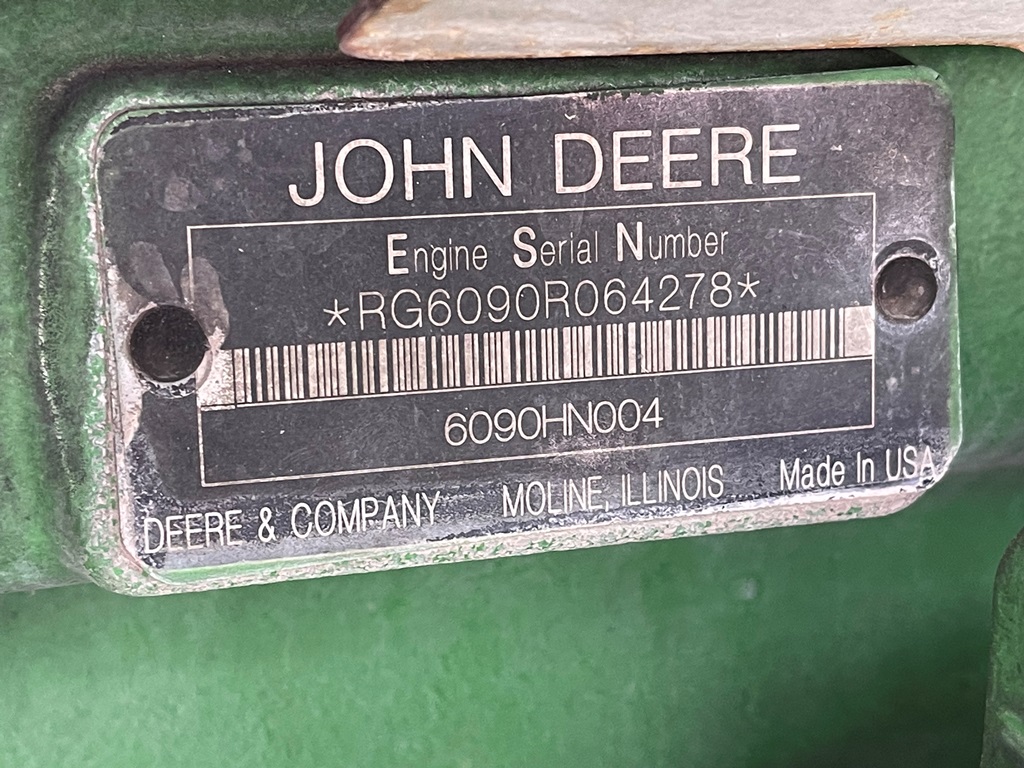 JOHN DEERE
Engine Serial Number
*RG6090R064278*
6090HN004
DEERE & COMPANY MOLINE, ILLINOIS Made In USA